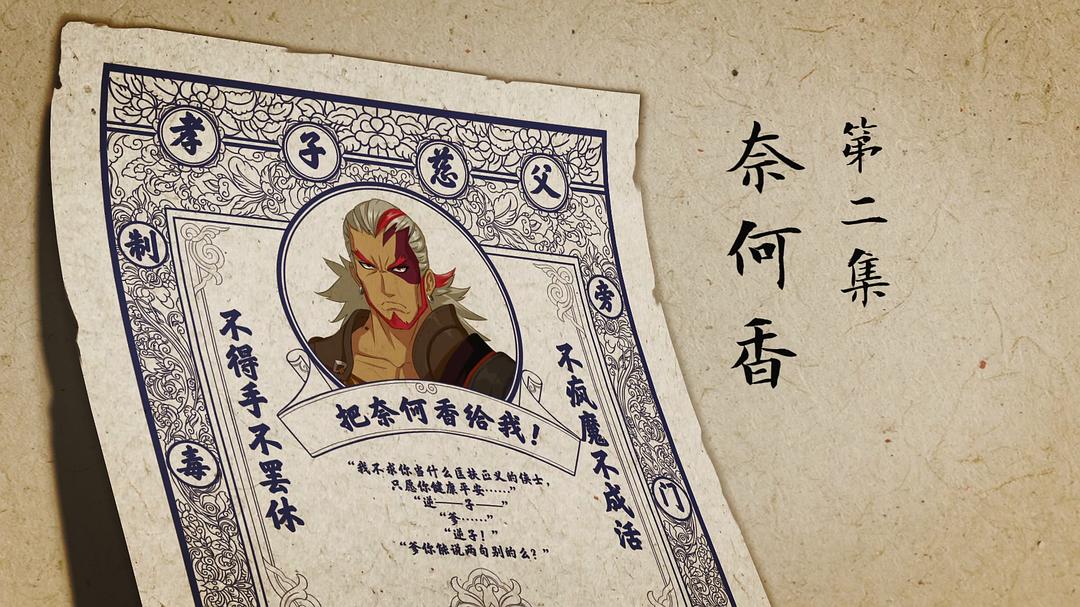 第二集
奈何香
孝子慈父
制毒
旁门
不疯魔不成活
不得手不罢休
把奈何香给我！
“我不求你当什么匡扶正义的侠士，
只愿你健康平安……”
“逆——子——”
“爹……”
“逆子！”
“爹你能说两句别的么？”